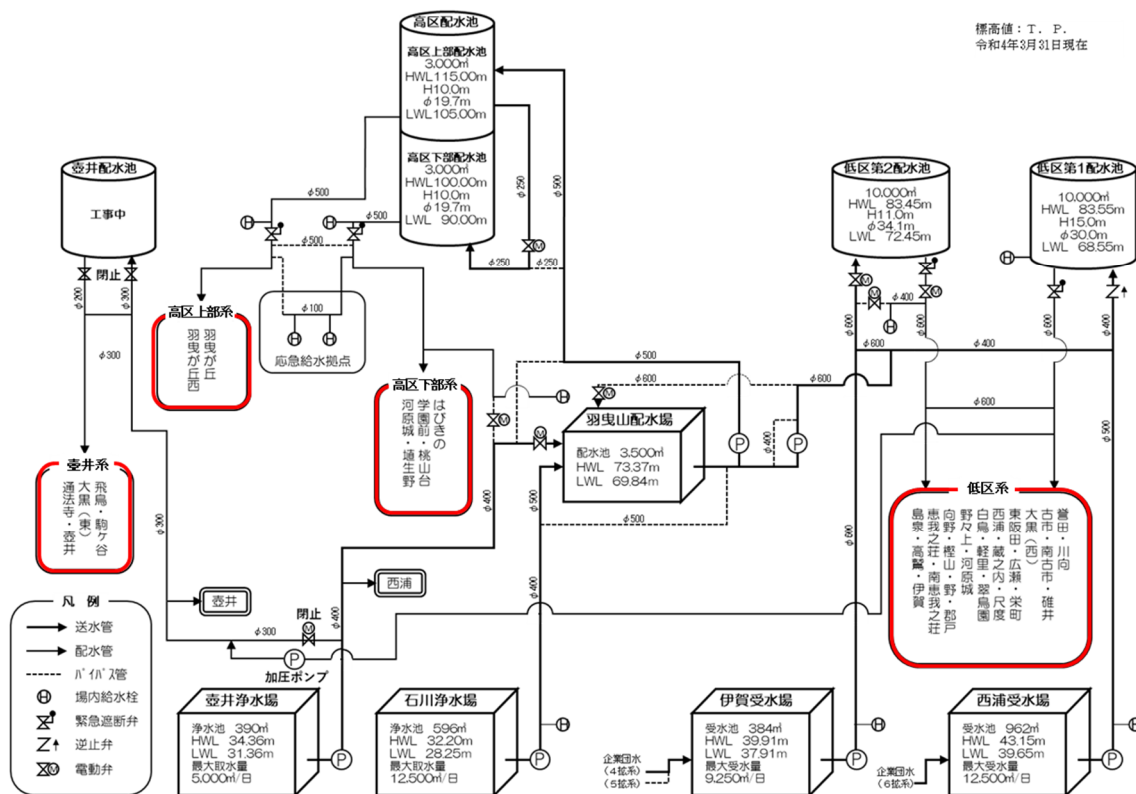 標高値：T. P.
令和4年3月31日現在
高区配水池
高区上部配水池
3.000㎥
HWL115.00m
H10.0m
φ19.7m
LWL105.00m
高区下部配水池
3.000㎥
HWL100.00m
H10.0m
φ19.7m
LWL 90.00m
壺井配水池
工事中
閉止
φ200
φ300
φ300
低区第2配水池
10.000㎥
HWL 83.45m
H11.0m
φ34.1m
LWL 72.45m
低区第1配水池
10.000㎥
HWL 83.55m
H15.0m
φ30.0m
LWL 68.55m
φ500
φ500
φ500
φ250
φ500
φ250
φ250
φ100
H
H
応急給水拠点
高区上部系
羽曳が丘
羽曳が丘西
高区下部系
はびきの
学園前・桃山台
河原城・埴生野
φ500
φ600
φ600
φ400
φ600
φ600
φ600
φ400
φ400
φ600
φ500
羽曳山配水場
配水池 3.500㎥
HWL 73.37m
LWL 69.84m
φ400
φ500
φ500
φ400
φ400
φ400
φ600
壺井系
飛鳥・駒ヶ谷
大黒（東）
通法寺・壺井
φ300
低区系
誉田・川向
古市・南古市・碓井
大黒（西）
東阪田・広瀬・栄町
西浦・蔵之内・尺度
白鳥・軽里・翠鳥園
野々上・河原城
向野・樫山・野・郡戸
恵我之荘・南恵我之荘
島泉・高鷲・伊賀
壺井
西浦
閉止
φ300
P
加圧ポンプ
凡 例
送水管
配水管
ﾊﾞｲﾊﾟｽ管
H 場内給水栓
緊急遮断弁
逆止弁
M 電動弁
壺井浄水場
浄水池 390㎥
HWL 34.36m
LWL 31.36m
最大取水量
5.000㎥/日
P
石川浄水場
浄水池 596㎥
HWL 32.20m
LWL 28.25m
最大取水量
12.500㎥/日
P
企業団水
（4拡系）
（5拡系）
伊賀受水場
受水池 384㎥
HWL 39.91m
LWL 37.91m
最大受水量
9.250㎥/日
P
企業団水
（6拡系）
西浦受水場
受水池 962㎥
HWL 43.15m
LWL 39.65m
最大受水量
12.500㎥/日
P